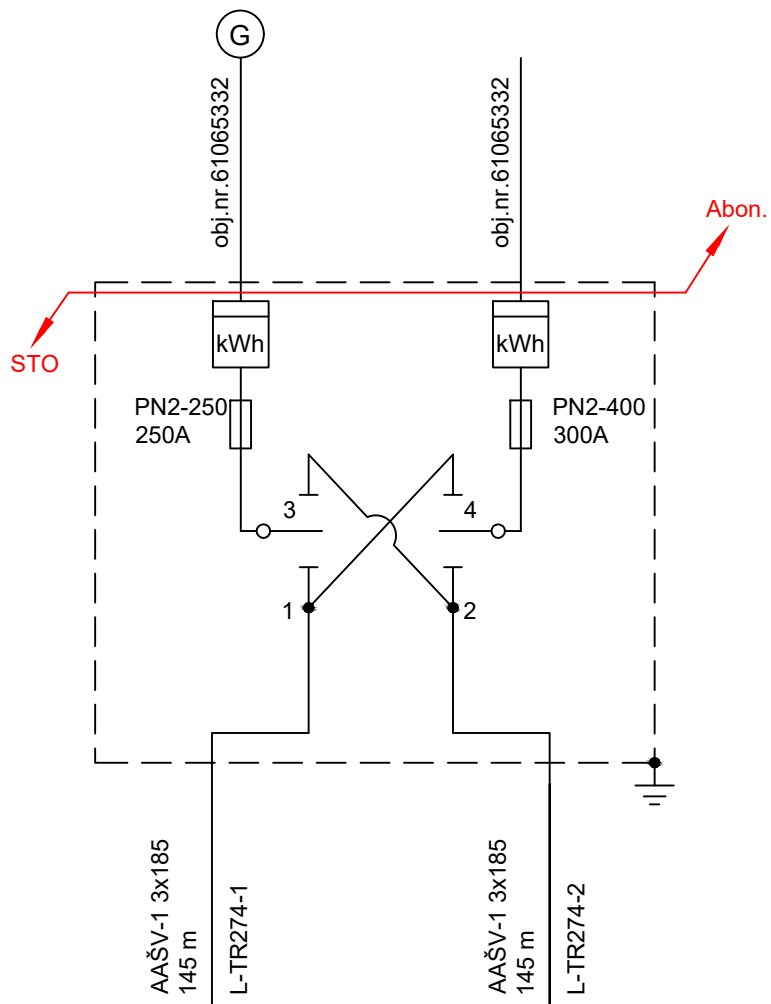 G
obj.nr.61065332
obj.nr.61065332
Abon.
STO
kWh
kWh
PN2-250
250A
PN2-400
300A
3
4
1
2
AAŠV-1 3x185
145 m
L-TR274-1
AAŠV-1 3x185
145 m
L-TR274-2